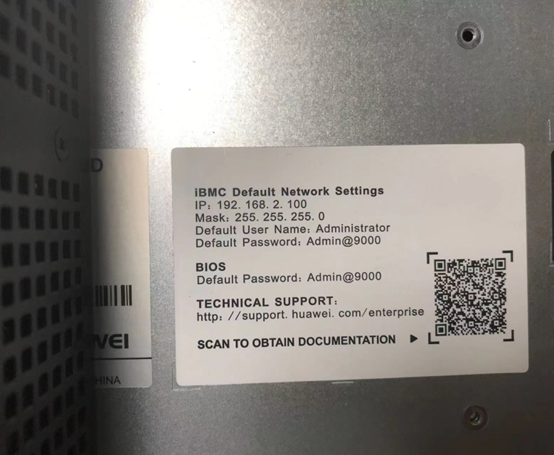 D
WEI
HINA
iBMC Default Network Settings
IP: 192. 168. 2. 100
Mask: 255. 255. 255. 0
Default User Name: Administrator
Default Password: Admin@9000
BIOS
Default Password: Admin@9000
TECHNICAL SUPPORT:
http: //support. huawei. com/enterprise
SCAN TO OBTAIN DOCUMENTATION